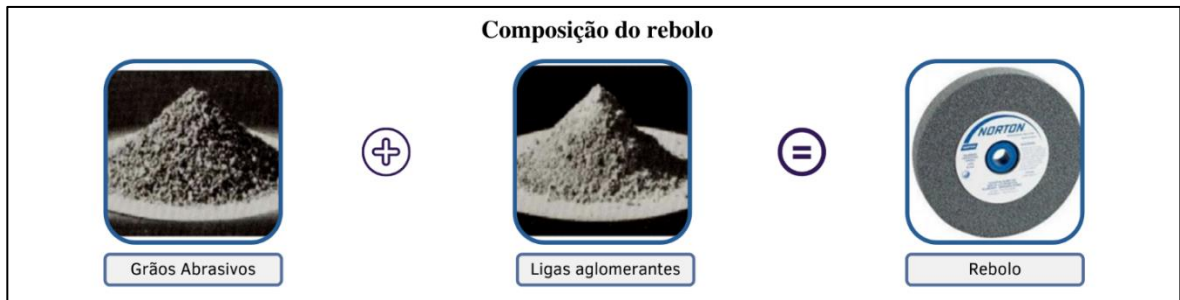 Composição do rebolo
NORTON
Grãos Abrasivos
Ligas aglomerantes
Rebolo